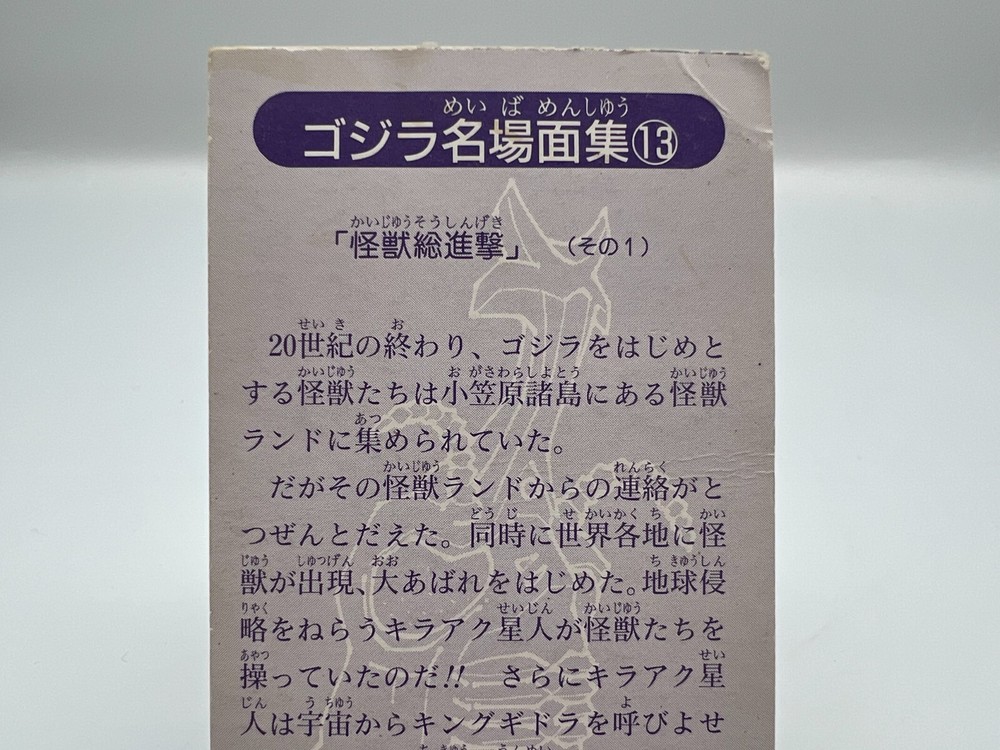 ゴジラ名場面集⑬
めいばめんしゅう
「怪獣総進撃」 (その1)
かいじゅうそうしんげき
20世紀の終わり、ゴジラをはじめと
せいき お
する怪獣たちは小笠原諸島にある怪獣
かいじゅう おがさわらしょとう かいじゅう
ランドに集められていた。
あつ
だがその怪獣ランドからの連絡がと
かいじゅう れんらく
つぜんとだえた。同時に世界各地に怪
どうじ せかいかくち かい
獣が出現、大あばれをはじめた。地球侵
じゅう しゅつげん おお ちきゅうしん
略をねらうキラアク星人が怪獣たちを
りゃく せいじん かいじゅう
操っていたのだ!! さらにキラアク星
あやつ せい
人は宇宙からキングギドラを呼びよせ
じん うちゅう よ
ちきゅう うんめい